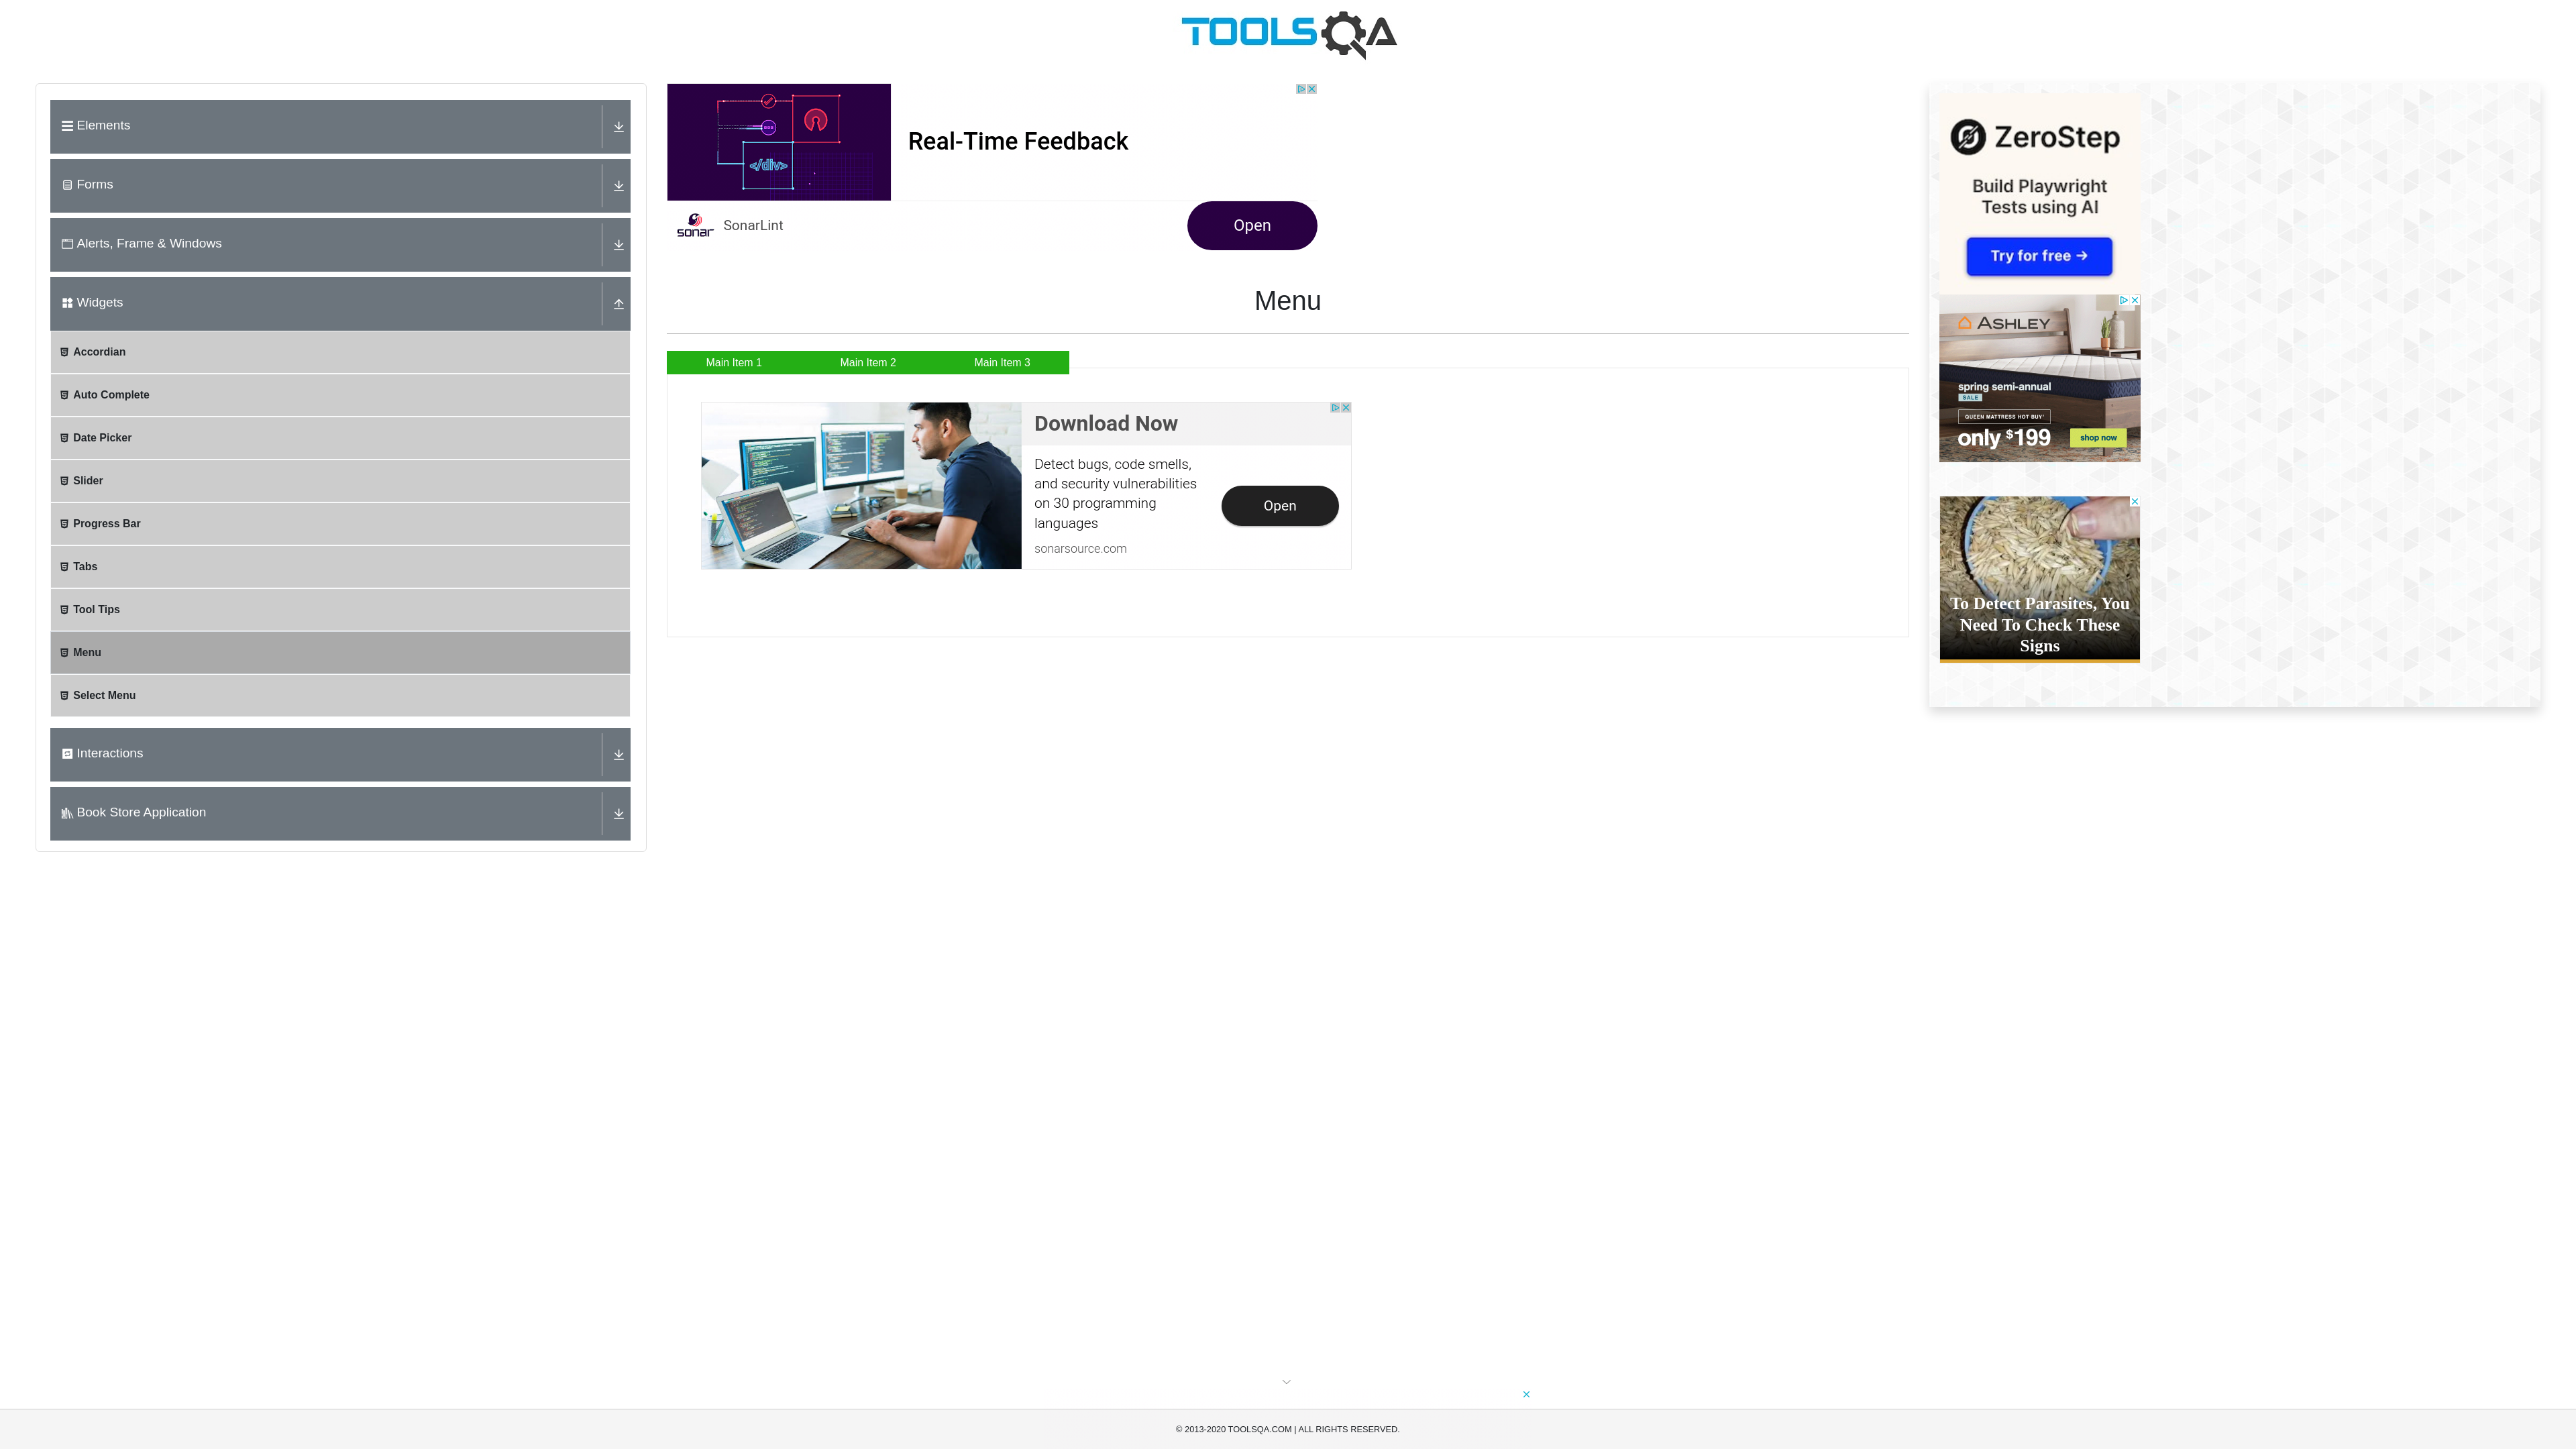 TOOLSQA
Elements
Forms
Alerts, Frame & Windows
Widgets
Accordian
Auto Complete
Date Picker
Slider
Progress Bar
Tabs
Tool Tips
Menu
Select Menu
Interactions
Book Store Application
</div>
Real-Time Feedback
sonar
SonarLint
Open
Menu
Main Item 1
Main Item 2
Main Item 3
Download Now
Detect bugs, code smells,
and security vulnerabilities
on 30 programming
languages
sonarsource.com
Open
ZeroStep
Build Playwright
Tests using AI
Try for free →
ASHLEY
spring semi-annual
SALE
QUEEN MATTRESS HOT BUY*
only $199
shop now
To Detect Parasites, You
Need To Check These
Signs
© 2013-2020 TOOLSQA.COM | ALL RIGHTS RESERVED.